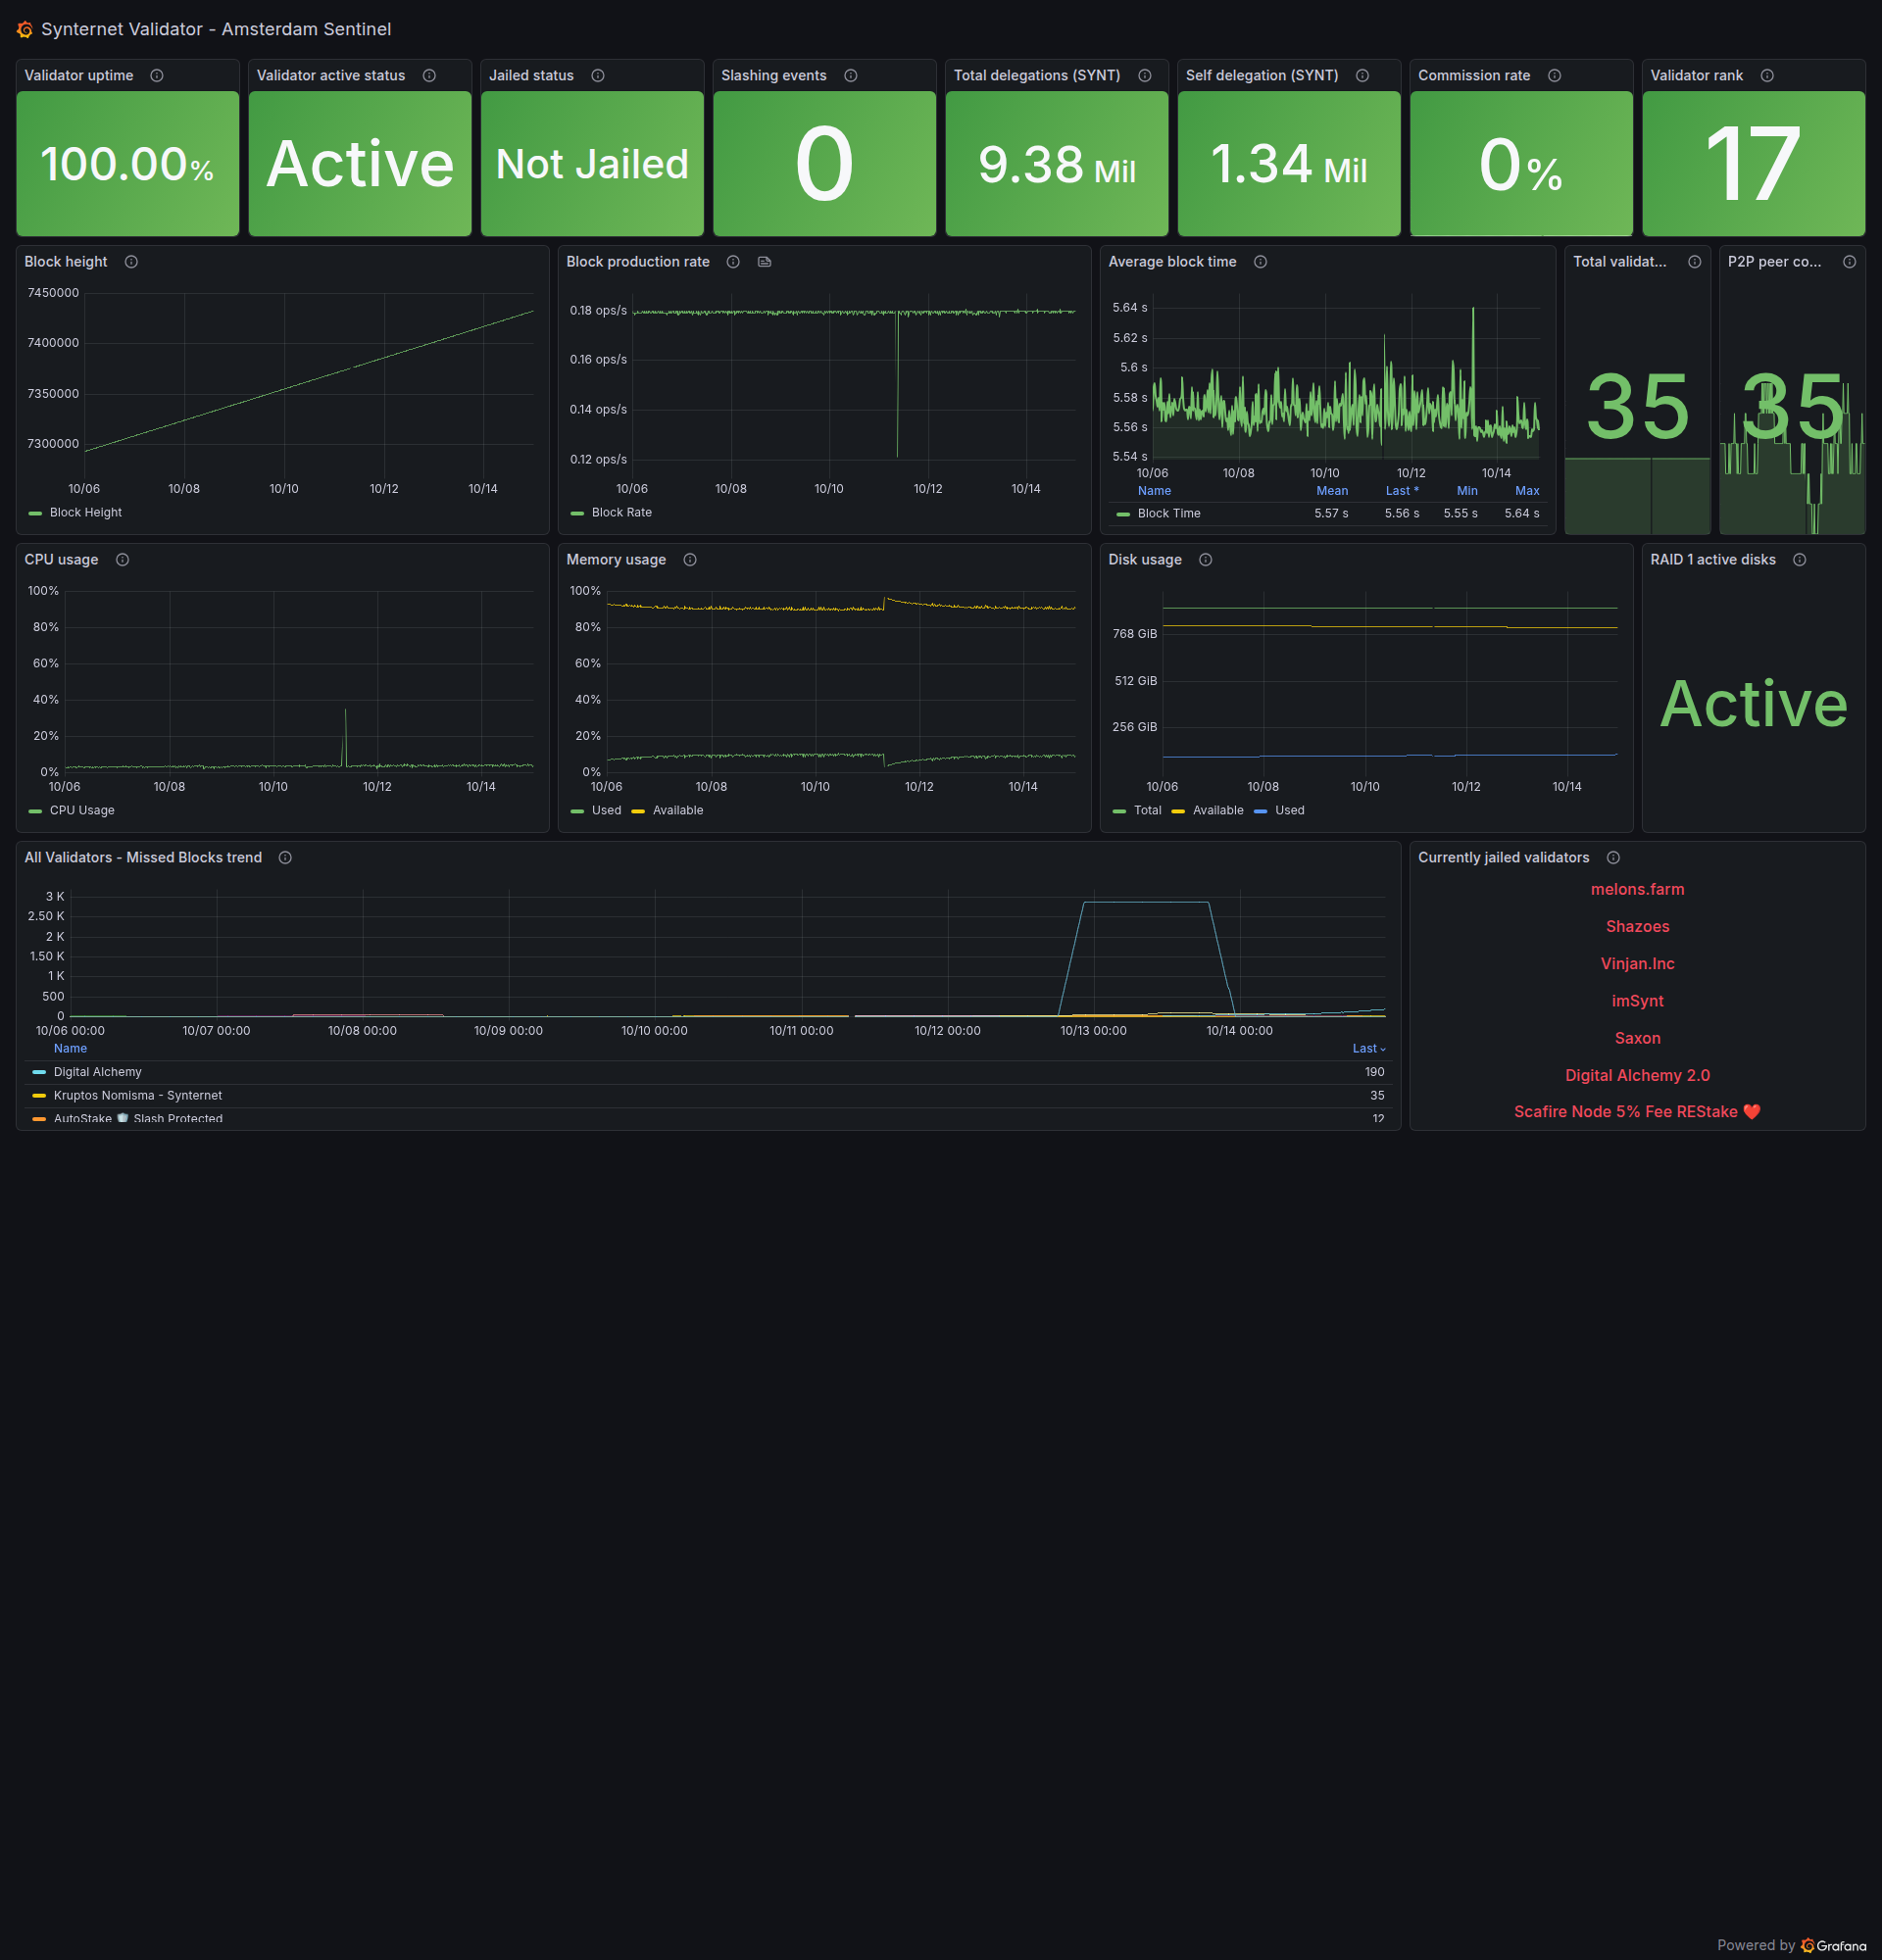 Synternet Validator - Amsterdam Sentinel
Validator uptime
100.00%
Validator active status
Active
Jailed status
Not Jailed
Slashing events
0
Total delegations (SYNT)
9.38 Mil
Self delegation (SYNT)
1.34 Mil
Commission rate
0%
Validator rank
17
Block height
7450000
7400000
7350000
7300000
10/06 10/08 10/10 10/12 10/14
Block Height
Block production rate
0.18 ops/s
0.16 ops/s
0.14 ops/s
0.12 ops/s
10/06 10/08 10/10 10/12 10/14
Block Rate
Average block time
5.64 s
5.62 s
5.6 s
5.58 s
5.56 s
5.54 s
10/06 10/08 10/10 10/12 10/14
Name Mean Last * Min Max
Block Time 5.57 s 5.56 s 5.55 s 5.64 s
Total validat...
35
P2P peer co...
35
CPU usage
100%
80%
60%
40%
20%
0%
10/06 10/08 10/10 10/12 10/14
CPU Usage
Memory usage
100%
80%
60%
40%
20%
0%
10/06 10/08 10/10 10/12 10/14
Used Available
Disk usage
768 GiB
512 GiB
256 GiB
10/06 10/08 10/10 10/12 10/14
Total Available Used
RAID 1 active disks
Active
All Validators - Missed Blocks trend
3 K
2.50 K
2 K
1.50 K
1 K
500
0
10/06 00:00 10/07 00:00 10/08 00:00 10/09 00:00 10/10 00:00 10/11 00:00 10/12 00:00 10/13 00:00 10/14 00:00
Name Last
Digital Alchemy 190
Kruptos Nomisma - Synternet 35
AutoStake 🛡️ Slash Protected 12
Currently jailed validators
melons.farm
Shazoes
Vinjan.Inc
imSynt
Saxon
Digital Alchemy 2.0
Scafire Node 5% Fee REStake ❤️
Powered by Grafana